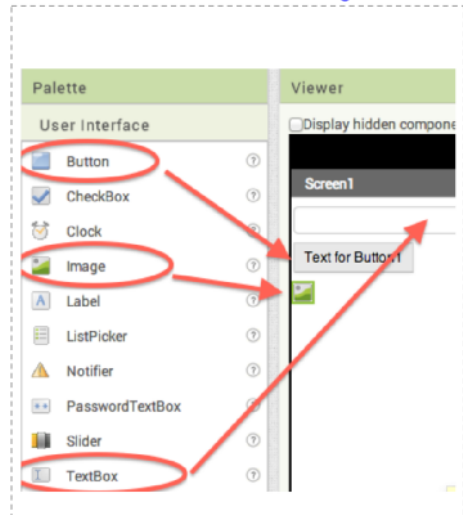 Palette
User Interface
Button
CheckBox
Clock
Image
Label
ListPicker
Notifier
PasswordTextBox
Slider
TextBox
Viewer
Display hidden compone
Screen1
Text for Button1